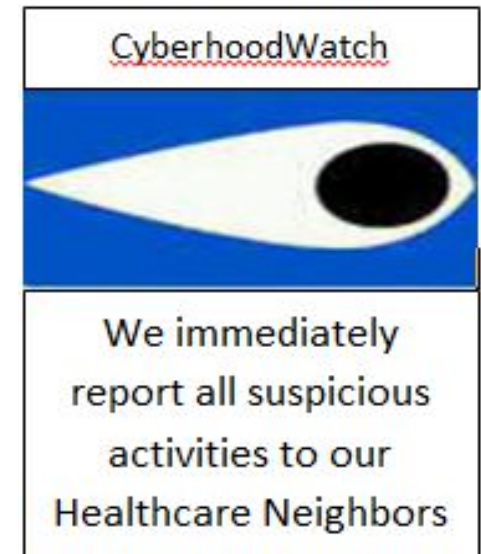 CyberhoodWatch
We immediately
report all suspicious
activities to our
Healthcare Neighbors